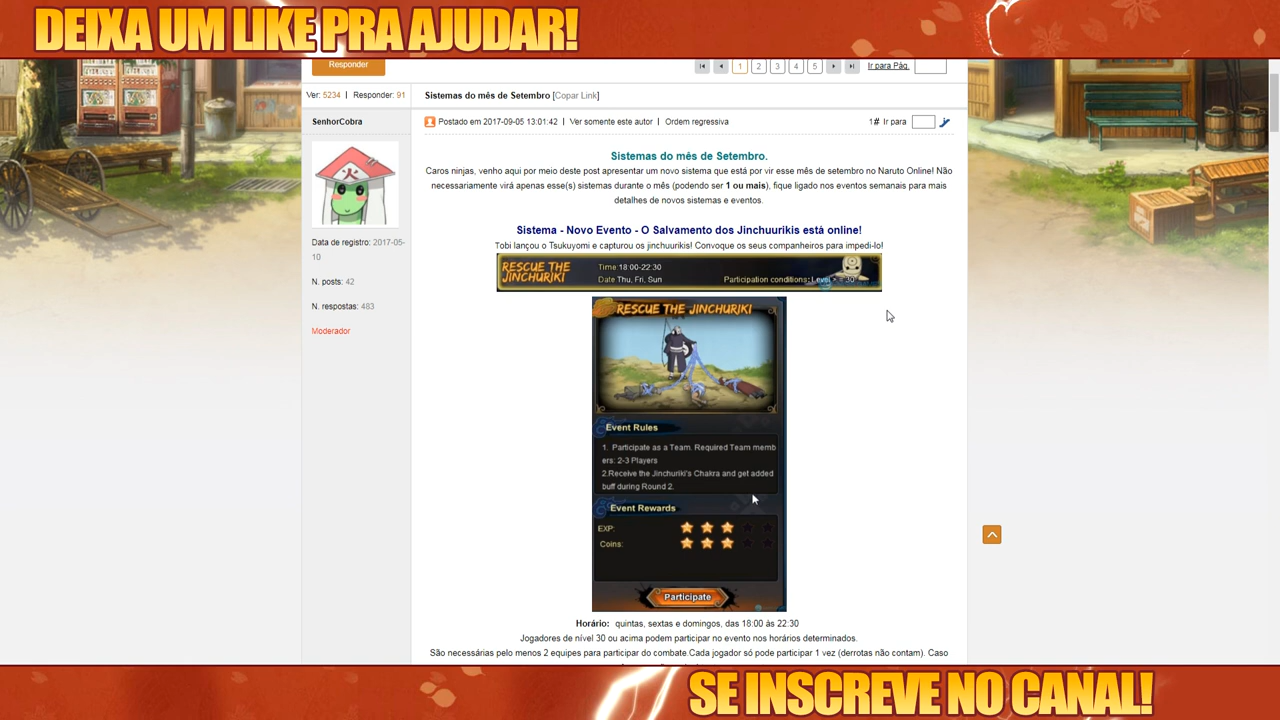 DEIXA UM LIKE PRA AJUDAR!
Responder
1 2 3 4 5 Ir para Pág.
Ver: 5234 | Responder: 91
Sistemas do mês de Setembro [Copar Link]
SenhorCobra
Postado em 2017-09-05 13:01:42 | Ver somente este autor | Ordem regressiva
1# Ir para
Sistemas do mês de Setembro.
Caros ninjas, venho aqui por meio deste post apresentar um novo sistema que está por vir esse mês de setembro no Naruto Online! Não
necessariamente virá apenas esse(s) sistemas durante o mês (podendo ser 1 ou mais), fique ligado nos eventos semanais para mais
detalhes de novos sistemas e eventos.
Data de registro: 2017-05-
10
N. posts: 42
N. respostas: 483
Moderador
Sistema - Novo Evento - O Salvamento dos Jinchuurikis está online!
Tobi lançou o Tsukuyomi e capturou os jinchuurikis! Convoque os seus companheiros para impedi-lo!
RESCUE THE
JINCHURIKI
Time:18:00-22:30
Date Thu, Fri, Sun
Participation conditions: Level > = 30
RESCUE THE JINCHURIKI
Event Rules
1. Participate as a Team. Required Team memb
ers: 2-3 Players
2.Receive the Jinchuriki's Chakra and get added
buff during Round 2.
Event Rewards
EXP:
Coins:
Participate
Horário: quintas, sextas e domingos, das 18:00 às 22:30
Jogadores de nível 30 ou acima podem participar no evento nos horários determinados.
São necessárias pelo menos 2 equipes para participar do combate.Cada jogador só pode participar 1 vez (derrotas não contam). Caso
SE INSCREVE NO CANAL!